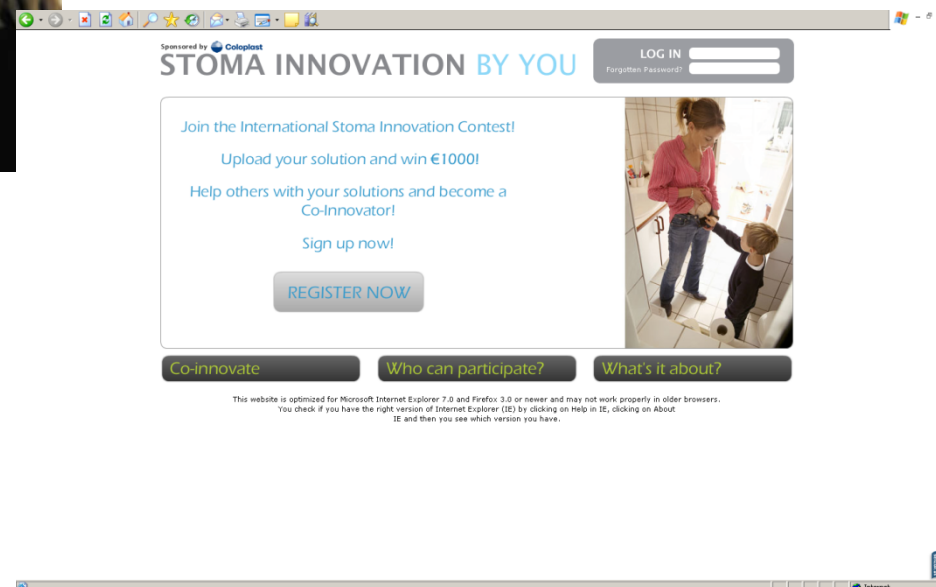 Sponsored by Coloplast
STOMA INNOVATION BY YOU
LOG IN
Forgotten Password?
Join the International Stoma Innovation Contest!
Upload your solution and win €1000!
Help others with your solutions and become a
Co-Innovator!
Sign up now!
REGISTER NOW
Co-innovate
Who can participate?
What's it about?
This website is optimized for Microsoft Internet Explorer 7.0 and Firefox 3.0 or newer and may not work properly in older browsers.
You check if you have the right version of Internet Explorer (IE) by clicking on Help in IE, clicking on About
IE and then you see which version you have.
Internet